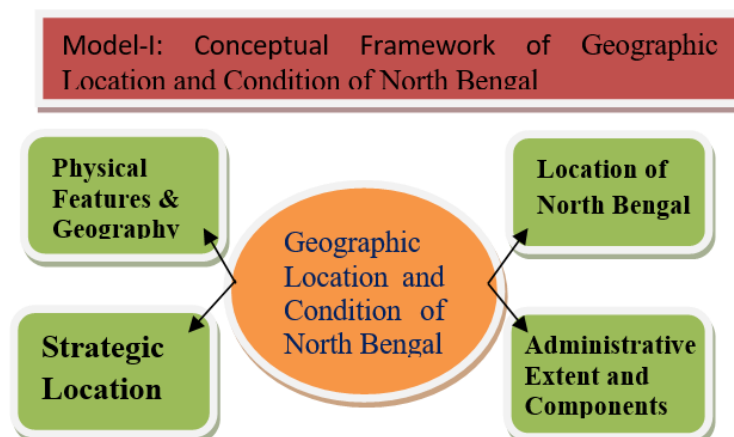 Model-I: Conceptual Framework of Geographic
Location and Condition of North Bengal
Physical
Features &
Geography
Location of
North Bengal
Geographic
Location and
Condition of
North Bengal
Strategic
Location
Administrative
Extent and
Components